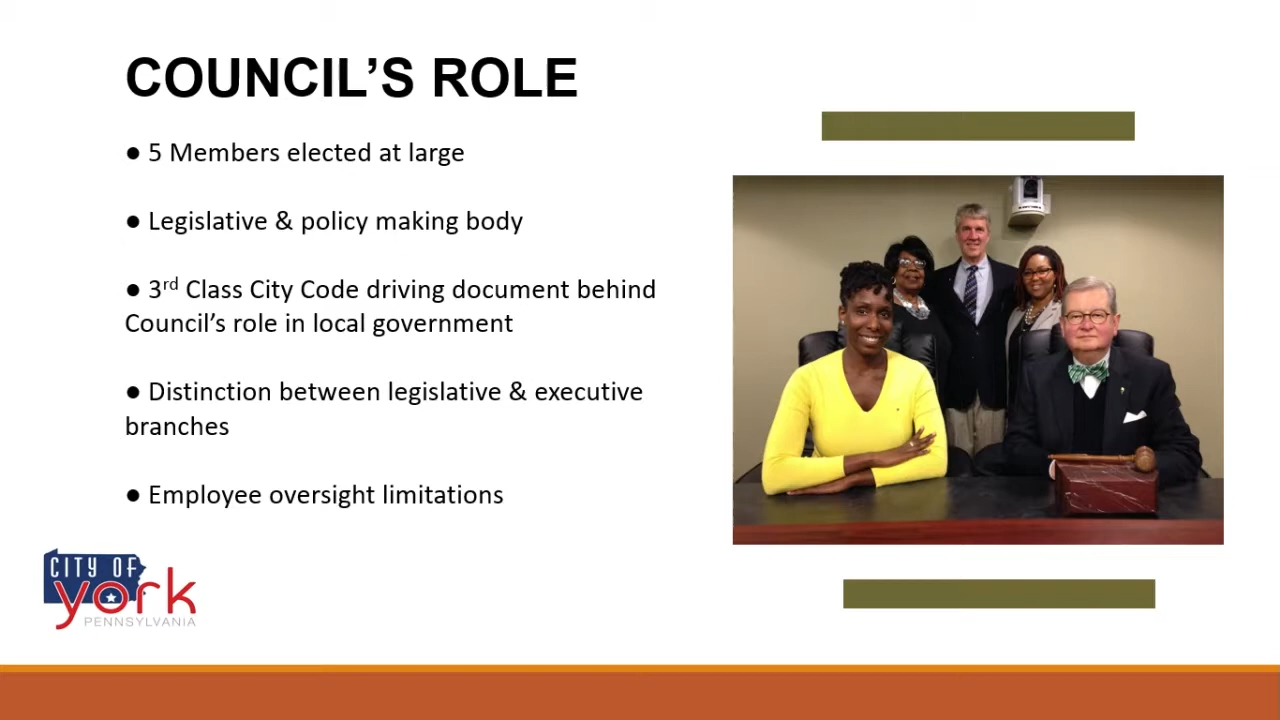 COUNCIL’S ROLE
● 5 Members elected at large
● Legislative & policy making body
● 3rd Class City Code driving document behind
Council’s role in local government
● Distinction between legislative & executive
branches
● Employee oversight limitations
CITY OF
york
PENNSYLVANIA